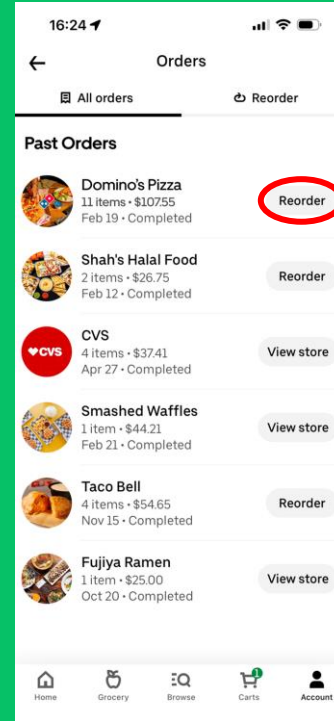 16:24
Orders
All orders
Reorder
Past Orders
Domino's Pizza
11 items • $107.55
Feb 19 • Completed
Reorder
Shah's Halal Food
2 items • $26.75
Feb 12 • Completed
Reorder
♥CVS
CVS
4 items • $37.41
Apr 27 • Completed
View store
Smashed Waffles
1 item • $44.21
Feb 21 • Completed
View store
Taco Bell
4 items • $54.65
Nov 15 • Completed
Reorder
Fujiya Ramen
1 item • $25.00
Oct 20 • Completed
View store
1
Home
Grocery
Browse
Carts
Account